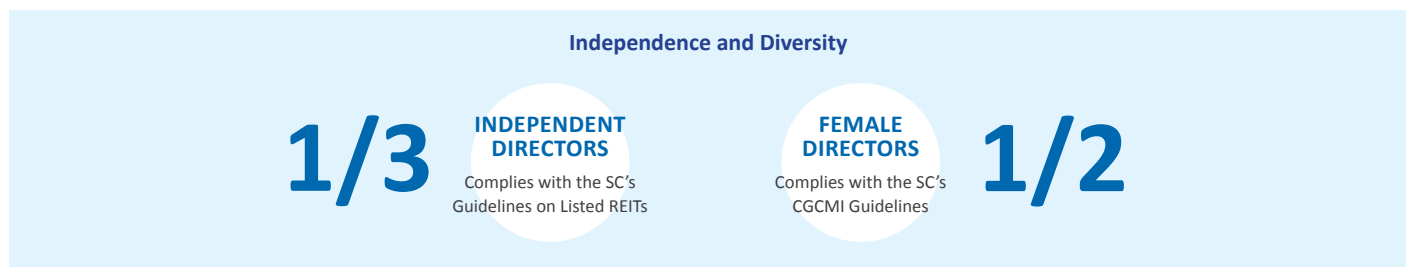 Independence and Diversity
1/3
INDEPENDENT
DIRECTORS
Complies with the SC's
Guidelines on Listed REITs
FEMALE
DIRECTORS
Complies with the SC's
CGCMI Guidelines
1/2